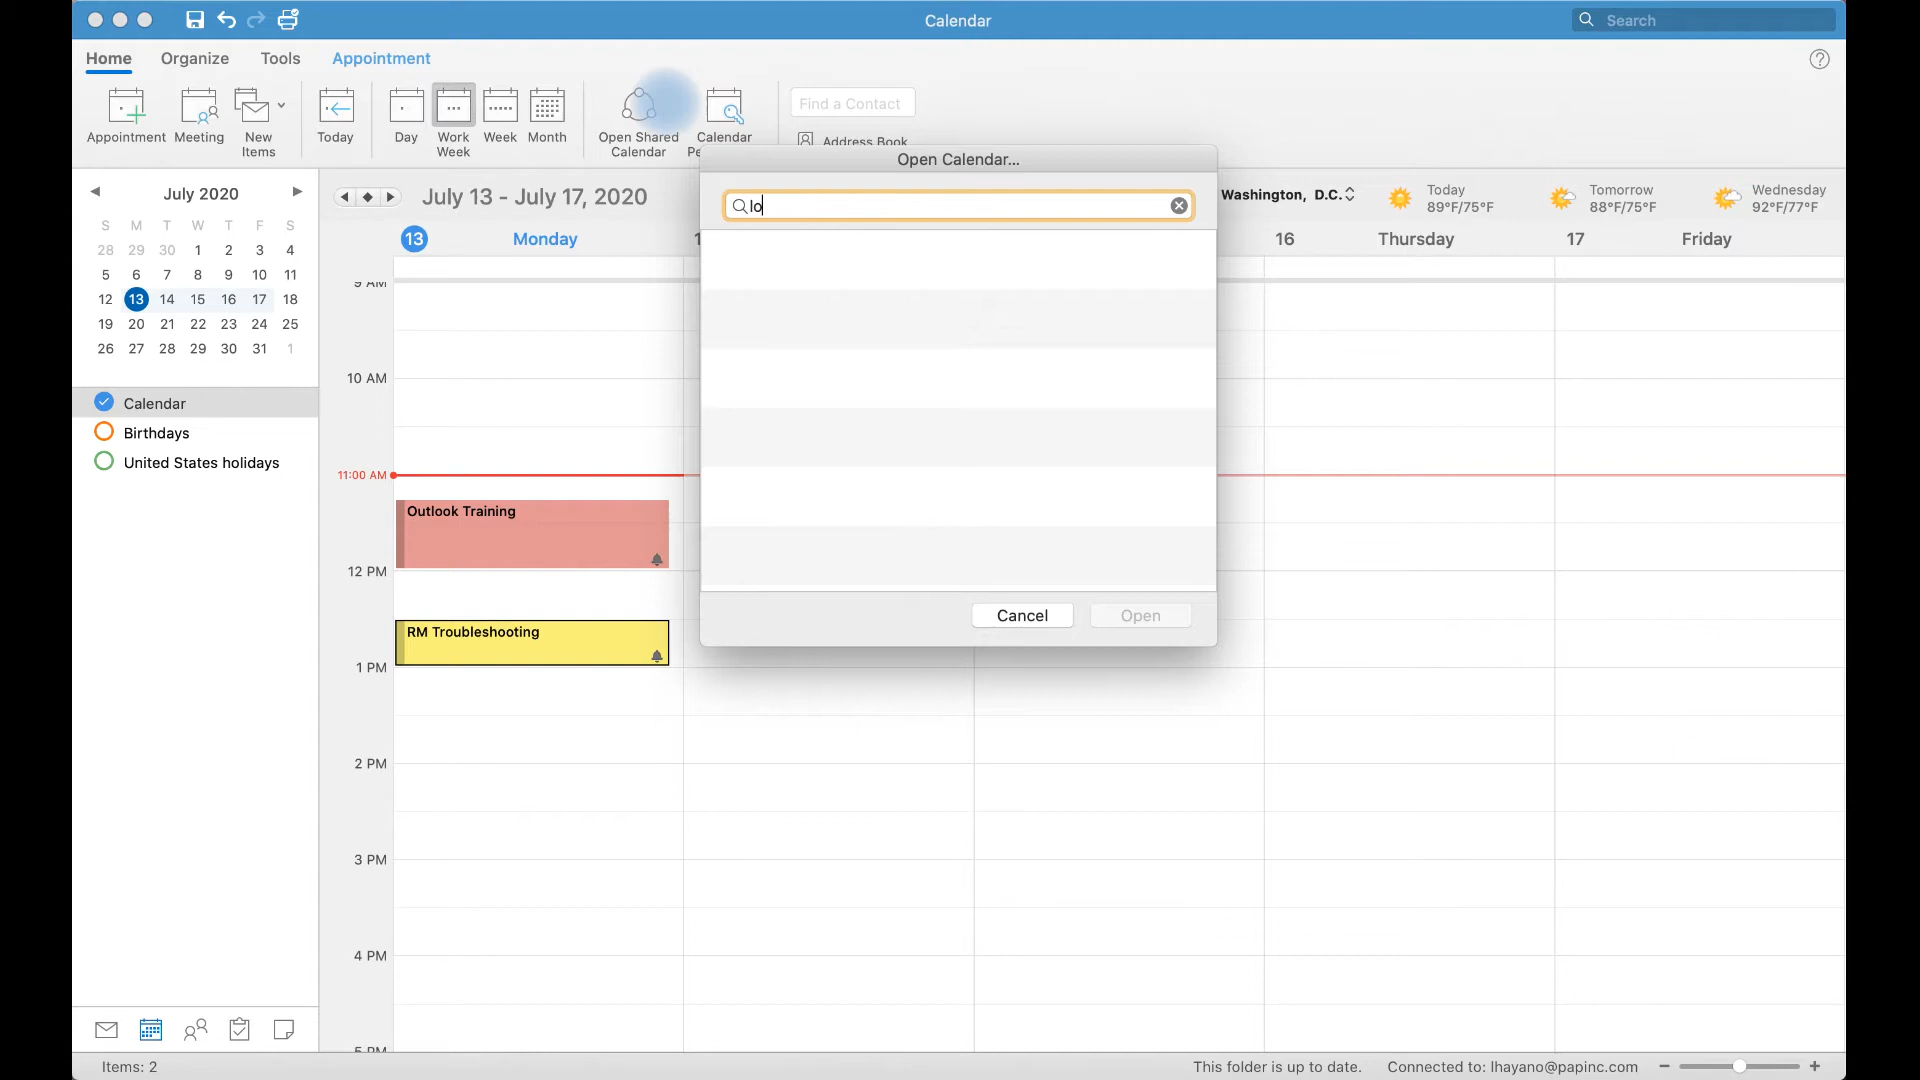 Calendar
Search
Home
Organize
Tools
Appointment
Appointment
Meeting
New
Items
Today
Day
Work
Week
Week
Month
Open Shared
Calendar
Calendar
Find a Contact
Address Book
Open Calendar...
lo
Cancel
Open
July 2020
S M T W T F S
28 29 30 1 2 3 4
5 6 7 8 9 10 11
12 13 14 15 16 17 18
19 20 21 22 23 24 25
26 27 28 29 30 31 1
Calendar
Birthdays
United States holidays
July 13 - July 17, 2020
Washington, D.C.
Today
89°F/75°F
Tomorrow
88°F/75°F
Wednesday
92°F/77°F
13 Monday
16 Thursday
17 Friday
9 AM
10 AM
11:00 AM
Outlook Training
12 PM
RM Troubleshooting
1 PM
2 PM
3 PM
4 PM
5 PM
Items: 2
This folder is up to date.
Connected to: lhayano@papinc.com